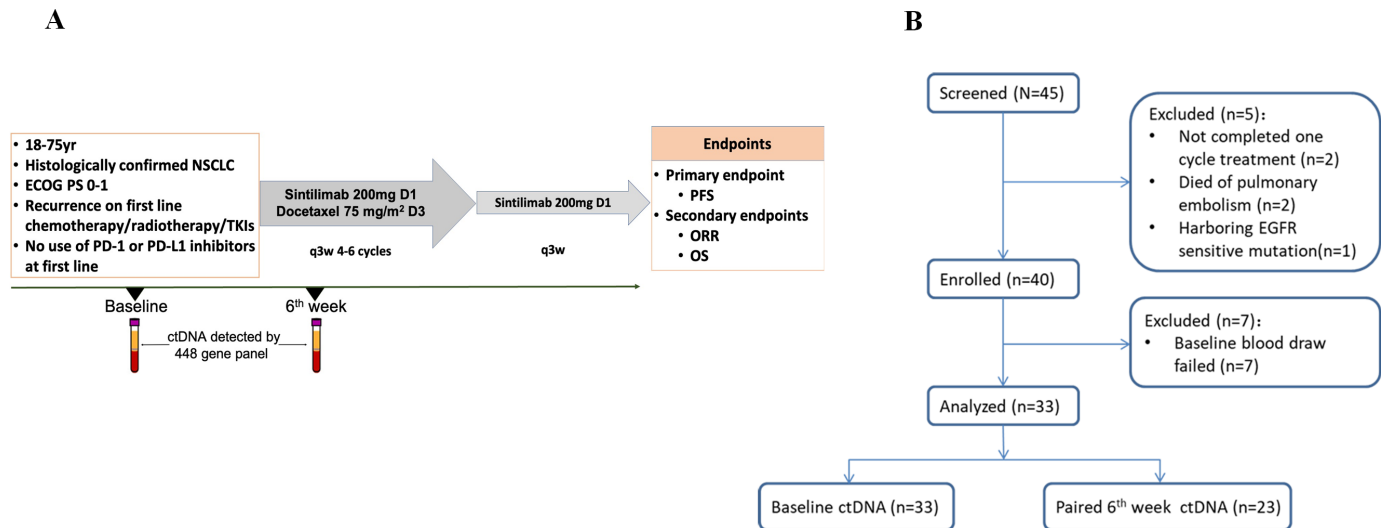 A
• 18-75yr
• Histologically confirmed NSCLC
• ECOG PS 0-1
• Recurrence on first line
chemotherapy/radiotherapy/TKIs
• No use of PD-1 or PD-L1 inhibitors
at first line
Sintilimab 200mg D1
Docetaxel 75 mg/m² D3
q3w 4-6 cycles
Sintilimab 200mg D1
q3w
Endpoints
• Primary endpoint
• PFS
• Secondary endpoints
• ORR
• OS
Baseline
6th week
ctDNA detected by
448 gene panel
B
Screened (N=45)
Excluded (n=5):
• Not completed one
cycle treatment (n=2)
• Died of pulmonary
embolism (n=2)
• Harboring EGFR
sensitive mutation(n=1)
Enrolled (n=40)
Excluded (n=7):
• Baseline blood draw
failed (n=7)
Analyzed (n=33)
Baseline ctDNA (n=33)
Paired 6th week ctDNA (n=23)